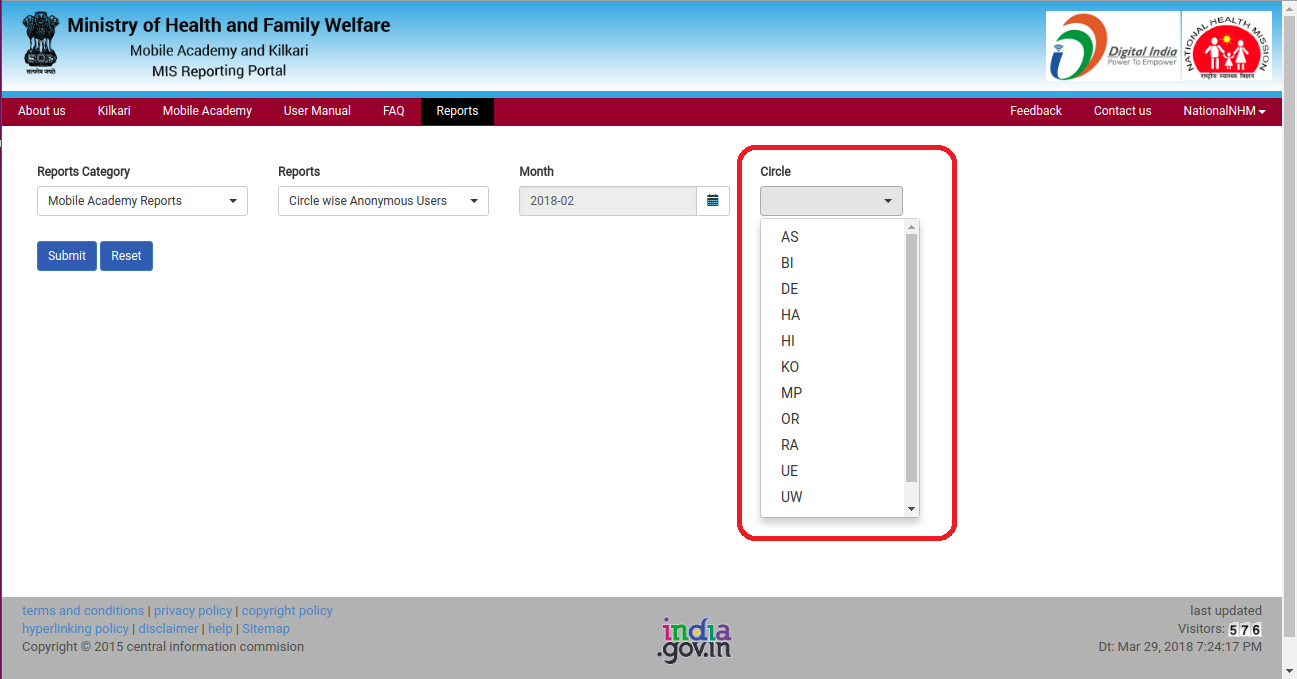 Ministry of Health and Family Welfare
Mobile Academy and Kilkari
MIS Reporting Portal
सत्यमेव जयते
Digital India
Power To Empower
NATIONAL HEALTH MISSION
राष्ट्रीय स्वास्थ्य मिशन
About us Kilkari Mobile Academy User Manual FAQ Reports Feedback Contact us NationalNHM
Reports Category Reports Month Circle
Mobile Academy Reports Circle wise Anonymous Users 2018-02
Submit Reset
AS
BI
DE
HA
HI
KO
MP
OR
RA
UE
UW
terms and conditions | privacy policy | copyright policy
hyperlinking policy | disclaimer | help | Sitemap
Copyright © 2015 central information commision
india
.gov.in
last updated
Visitors: 576
Dt: Mar 29, 2018 7:24:17 PM